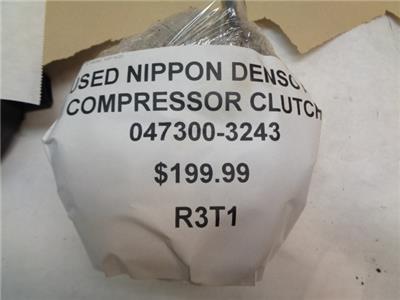 USED NIPPON DENSO
COMPRESSOR CLUTCH
047300-3243
$199.99
R3T1